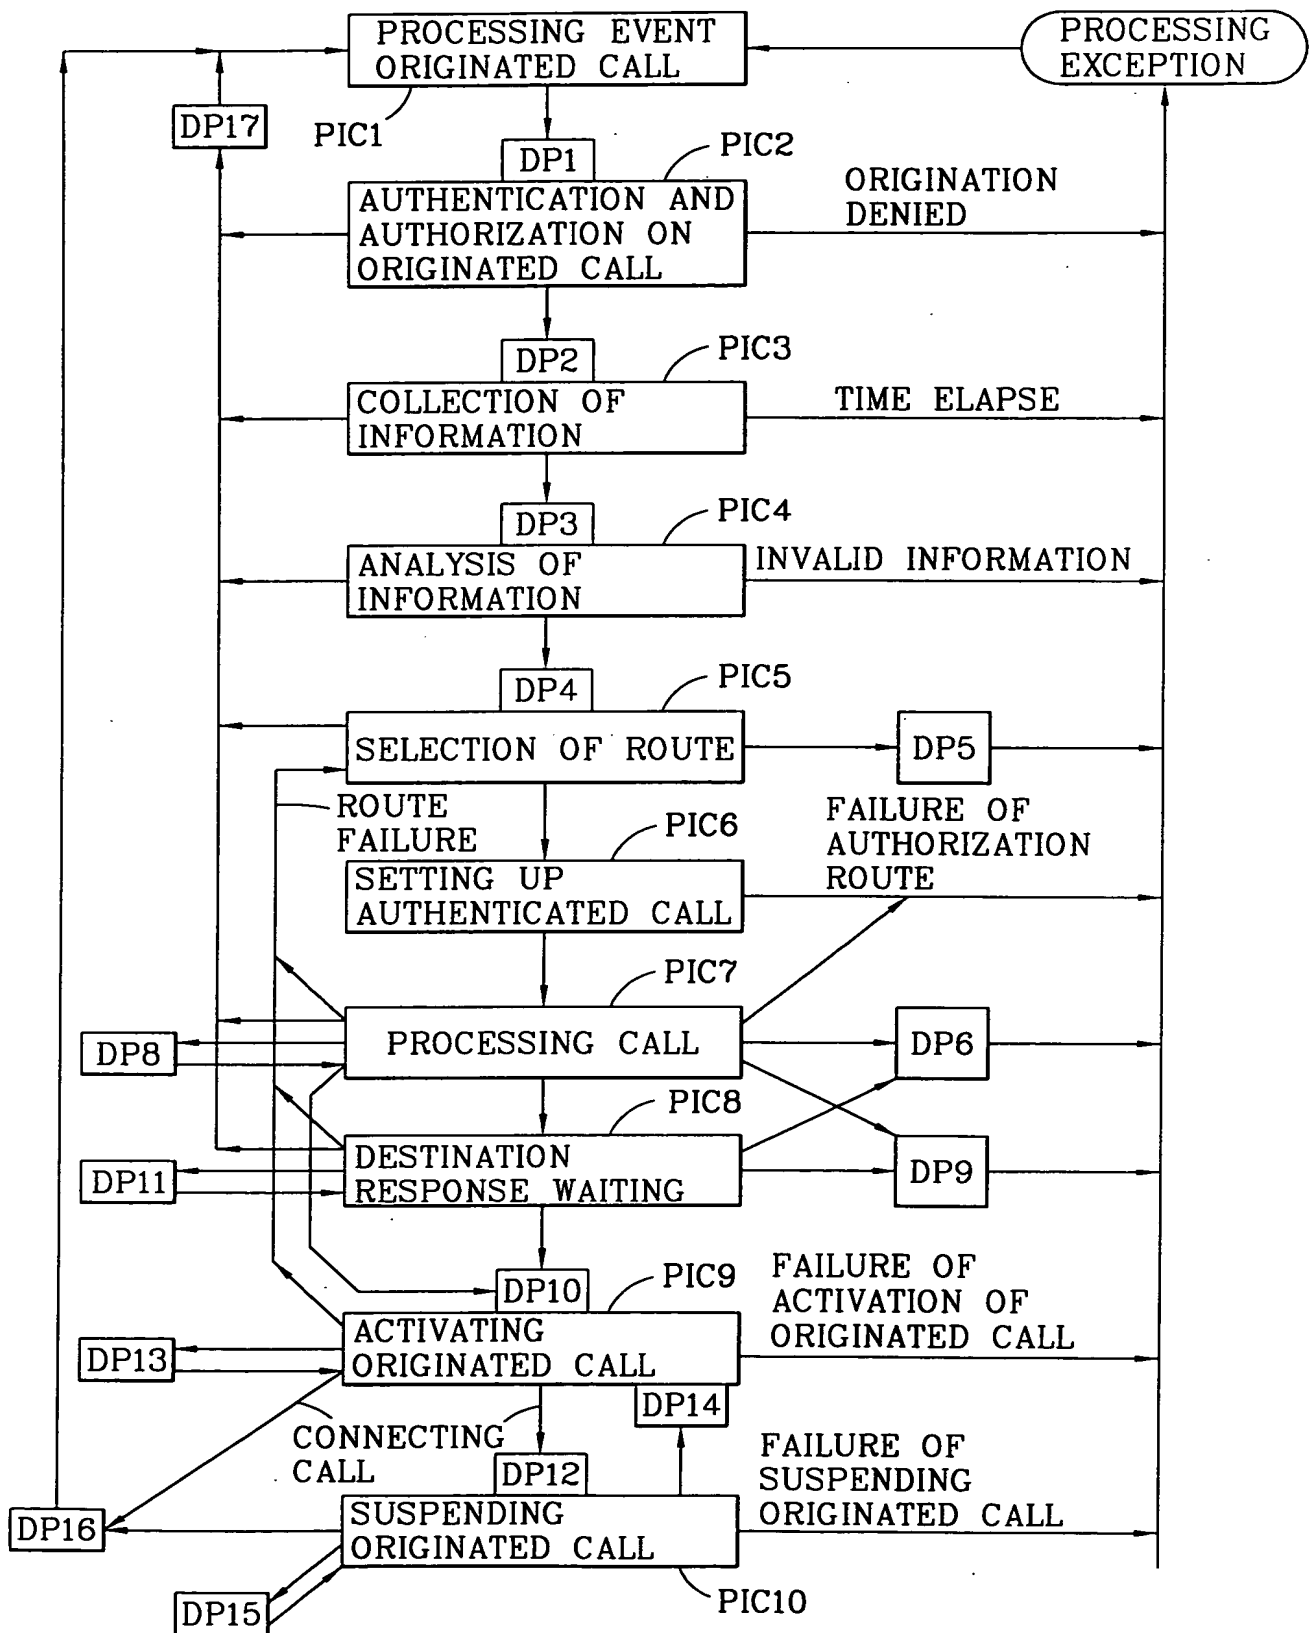 PROCESSING EVENT
ORIGINATED CALL
PROCESSING
EXCEPTION
DP17
PIC1
DP1
PIC2
AUTHENTICATION AND
AUTHORIZATION ON
ORIGINATED CALL
ORIGINATION
DENIED
DP2
PIC3
COLLECTION OF
INFORMATION
TIME ELAPSE
DP3
PIC4
ANALYSIS OF
INFORMATION
INVALID INFORMATION
DP4
PIC5
SELECTION OF ROUTE
DP5
ROUTE
FAILURE
PIC6
FAILURE OF
AUTHORIZATION
ROUTE
SETTING UP
AUTHENTICATED CALL
PIC7
DP8
PROCESSING CALL
DP6
PIC8
DP11
DESTINATION
RESPONSE WAITING
DP9
DP10
PIC9
FAILURE OF
ACTIVATION OF
ORIGINATED CALL
DP13
ACTIVATING
ORIGINATED CALL
DP14
CONNECTING
CALL
DP12
FAILURE OF
SUSPENDING
ORIGINATED CALL
DP16
SUSPENDING
ORIGINATED CALL
DP15
PIC10